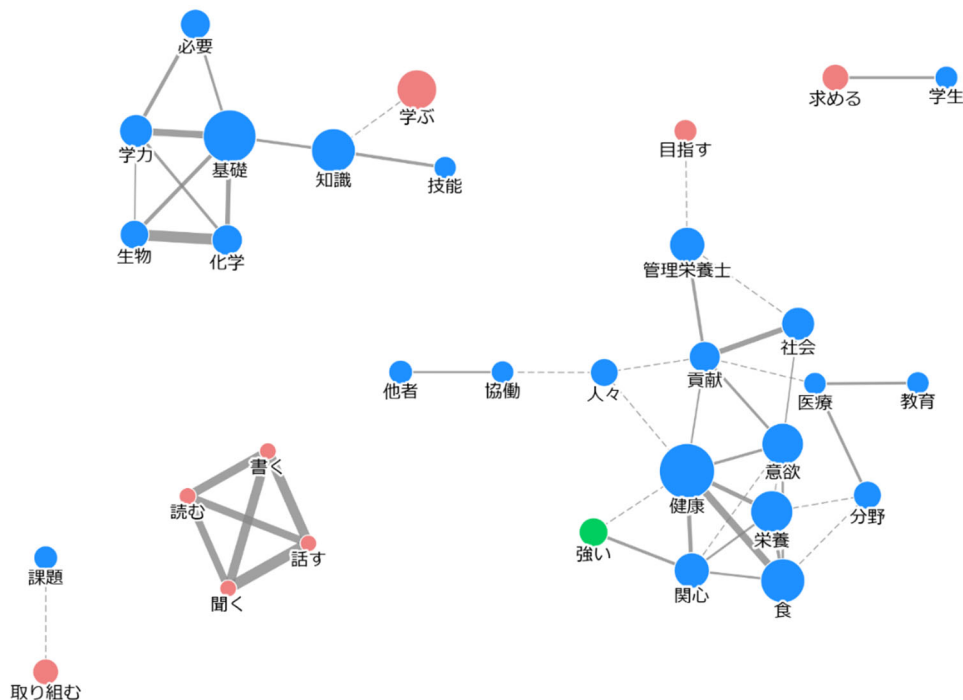 必要
学ぶ
求める
学生
学力
基礎
知識
技能
目指す
生物
化学
管理栄養士
社会
他者
協働
人々
貢献
医療
教育
書く
意欲
読む
健康
栄養
分野
話す
強い
課題
関心
食
聞く
取り組む